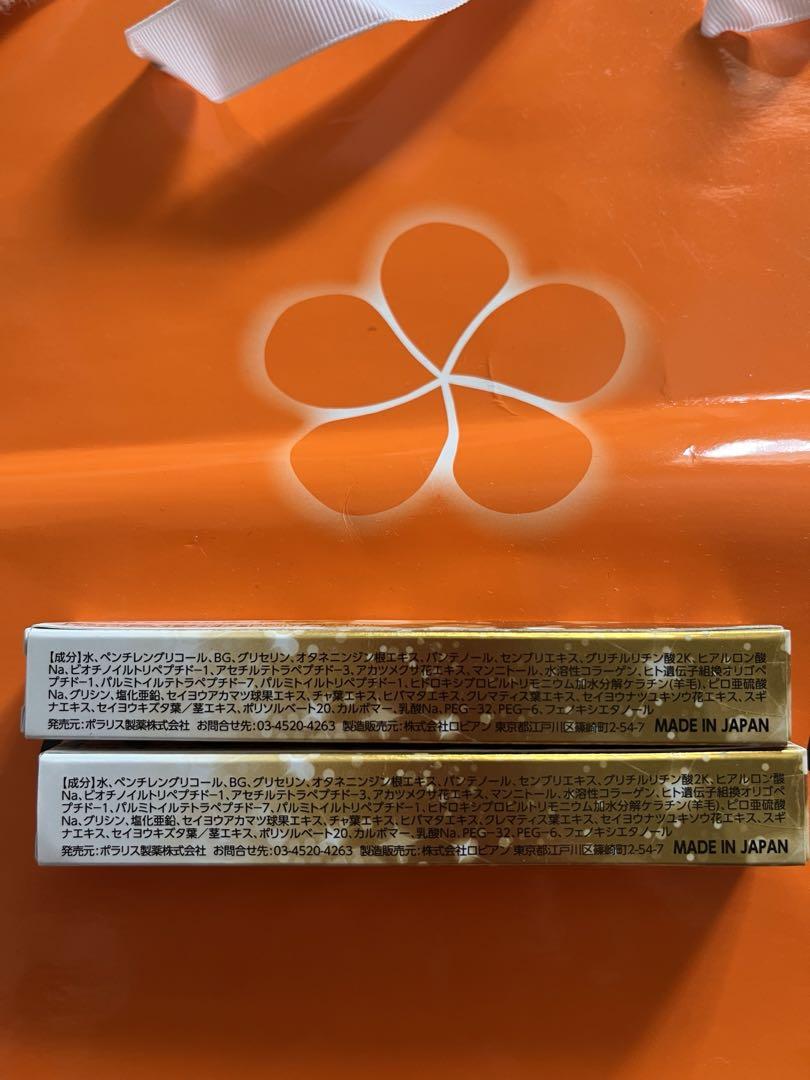 【成分】水、ペンチレングリコール、BG、グリセリン、オタネニンジン根エキス、パンテノール、センブリエキス、グリチルリチン酸2K、ヒアルロン酸
Na、ビオチノイルトリペプチド-1、アセチルテトラペプチド-3、アカツメクサ花エキス、マンニトール、水溶性コラーゲン、ヒト遺伝子組換オリゴペ
プチド-1、パルミトイルテトラペプチド-7、パルミトイルトリペプチド-1、ヒドロキシプロピルトリモニウム加水分解ケラチン(羊毛)、ピロ亜硫酸
Na、グリシン、塩化亜鉛、セイヨウアカマツ球果エキス、チャ葉エキス、ヒバマタエキス、クレマティス葉エキス、セイヨウナツユキソウ花エキス、スギ
ナエキス、セイヨウキズタ葉/茎エキス、ポリソルベート20、カルボマー、乳酸Na、PEG-32、PEG-6、フェノキシエタノール
発売元:ポラリス製薬株式会社 お問合せ先:03-4520-4263 製造販売元:株式会社ロビアン 東京都江戸川区篠崎町2-54-7 MADE IN JAPAN
【成分】水、ペンチレングリコール、BG、グリセリン、オタネニンジン根エキス、パンテノール、センブリエキス、グリチルリチン酸2K、ヒアルロン酸
Na、ビオチノイルトリペプチド-1、アセチルテトラペプチド-3、アカツメクサ花エキス、マンニトール、水溶性コラーゲン、ヒト遺伝子組換オリゴペ
プチド-1、パルミトイルテトラペプチド-7、パルミトイルトリペプチド-1、ヒドロキシプロピルトリモニウム加水分解ケラチン(羊毛)、ピロ亜硫酸
Na、グリシン、塩化亜鉛、セイヨウアカマツ球果エキス、チャ葉エキス、ヒバマタエキス、クレマティス葉エキス、セイヨウナツユキソウ花エキス、スギ
ナエキス、セイヨウキズタ葉/茎エキス、ポリソルベート20、カルボマー、乳酸Na、PEG-32、PEG-6、フェノキシエタノール
発売元:ポラリス製薬株式会社 お問合せ先:03-4520-4263 製造販売元:株式会社ロビアン 東京都江戸川区篠崎町2-54-7 MADE IN JAPAN